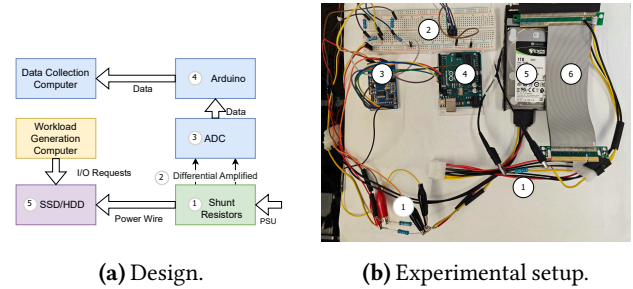 Data Collection
Computer
Data
4 Arduino
Data
Workload
Generation
Computer
3 ADC
I/O Requests
2 Differential Amplified
5 SSD/HDD
Power Wire
1 Shunt
Resistors
PSU
2
3
4
5
6
1
1
(a) Design.
(b) Experimental setup.